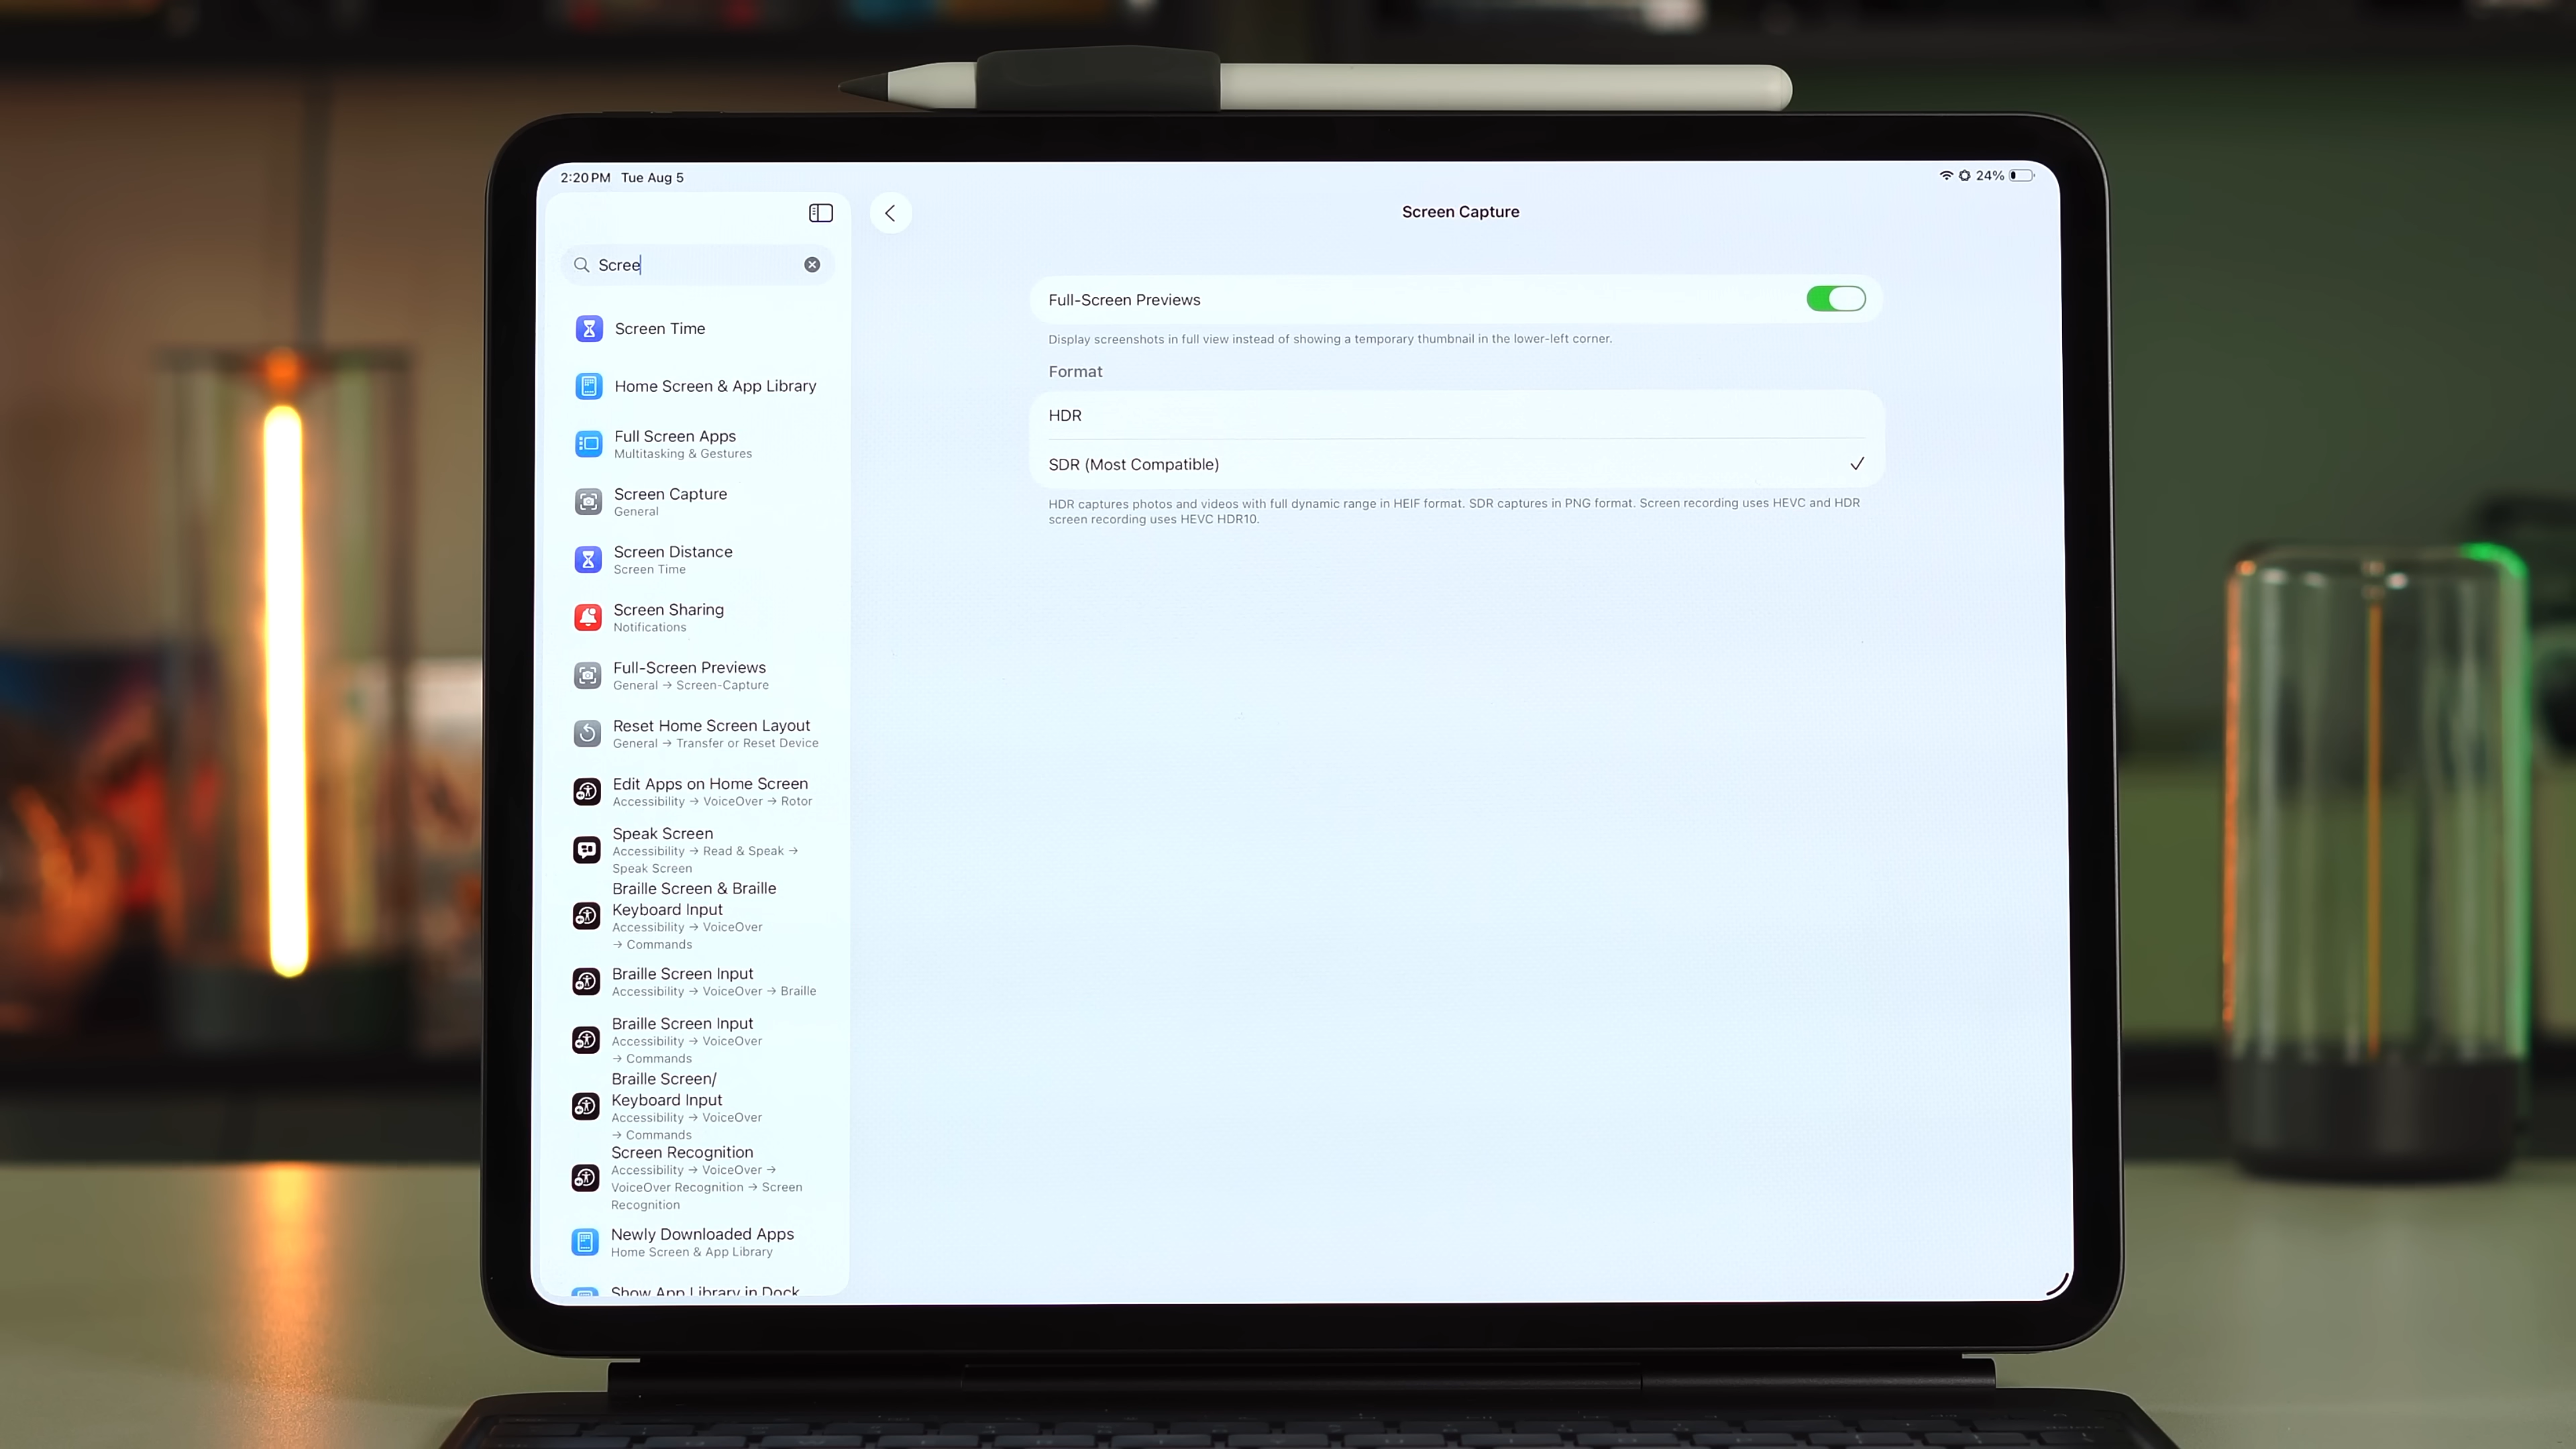 2:20 PM Tue Aug 5
24%
Scree
Screen Time
Home Screen & App Library
Full Screen Apps
Multitasking & Gestures
Screen Capture
General
Screen Distance
Screen Time
Screen Sharing
Notifications
Full-Screen Previews
General → Screen-Capture
Reset Home Screen Layout
General → Transfer or Reset Device
Edit Apps on Home Screen
Accessibility → VoiceOver → Rotor
Speak Screen
Accessibility → Read & Speak →
Speak Screen
Braille Screen & Braille
Keyboard Input
Accessibility → VoiceOver
→ Commands
Braille Screen Input
Accessibility → VoiceOver → Braille
Braille Screen Input
Accessibility → VoiceOver
→ Commands
Braille Screen/
Keyboard Input
Accessibility → VoiceOver
→ Commands
Screen Recognition
Accessibility → VoiceOver →
VoiceOver Recognition → Screen
Recognition
Newly Downloaded Apps
Home Screen & App Library
Show App Library in Dock
Screen Capture
Full-Screen Previews
Display screenshots in full view instead of showing a temporary thumbnail in the lower-left corner.
Format
HDR
SDR (Most Compatible)
HDR captures photos and videos with full dynamic range in HEIF format. SDR captures in PNG format. Screen recording uses HEVC and HDR
screen recording uses HEVC HDR10.